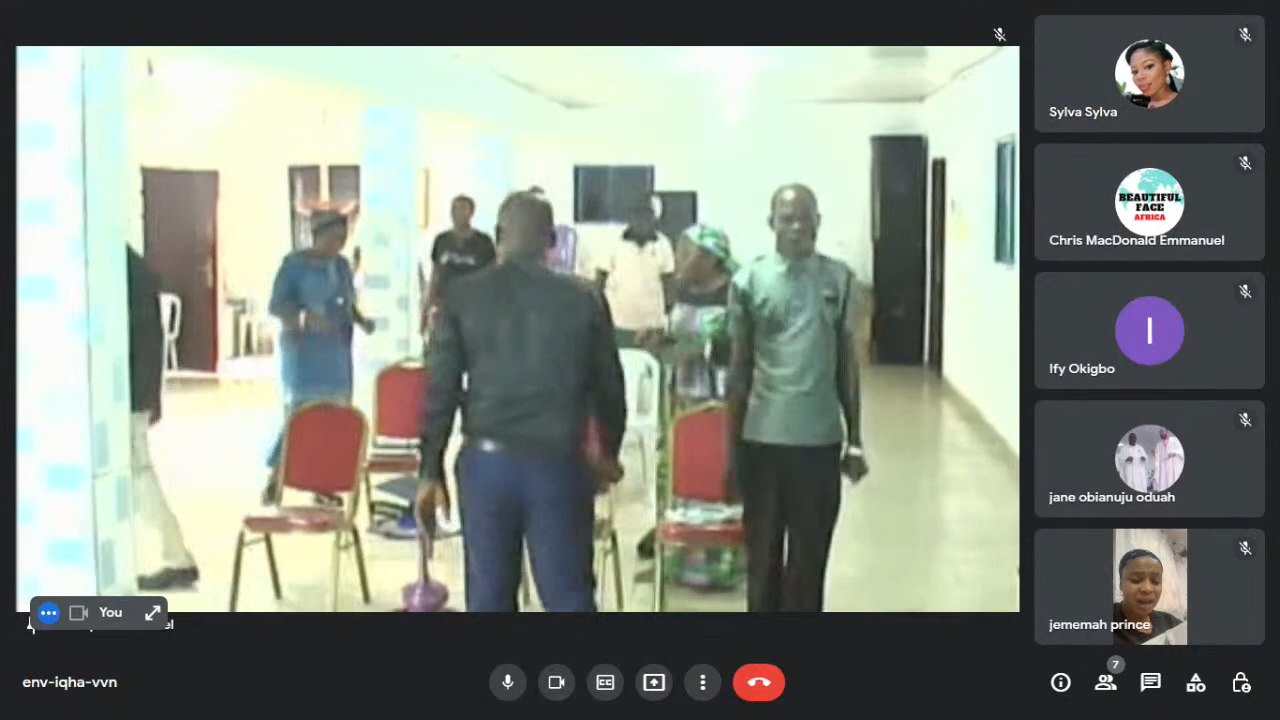 Sylva Sylva
BEAUTIFUL
FACE
AFRICA
Chris MacDonald Emmanuel
I
Ify Okigbo
jane obianuju oduah
jememah prince
You
env-iqha-vvn
CC
7